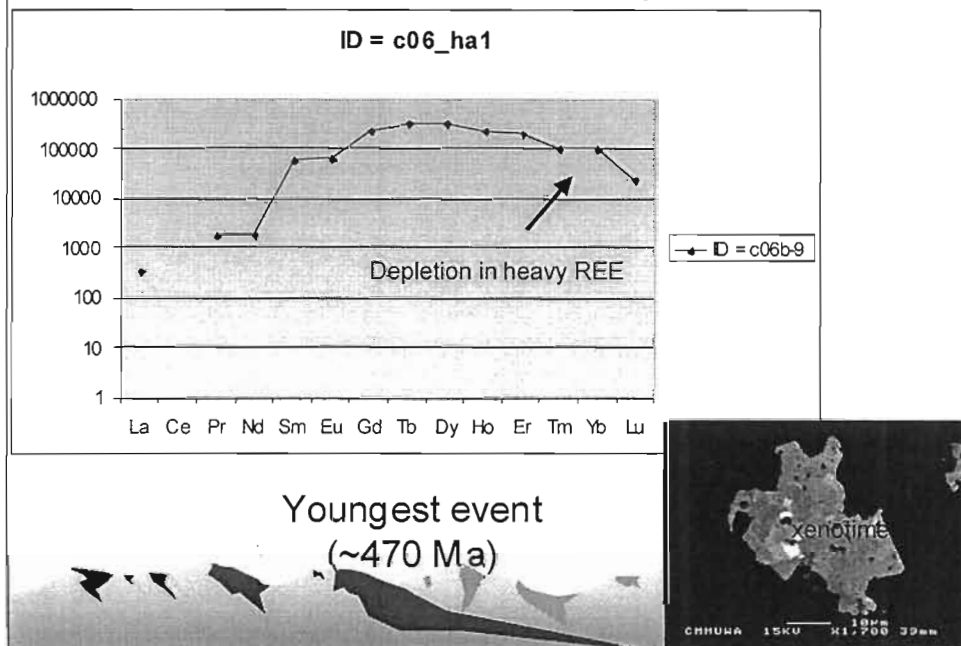 ID = c06_ha1
1000000
100000
10000
1000
100
10
1
La Ce Pr Nd Sm Eu Gd Tb Dy Ho Er Tm Yb Lu
Depletion in heavy REE
ID = c06b-9
Youngest event
(~470 Ma)
xenotime
10µm
CMMUWA 15KV X1,700 39mm